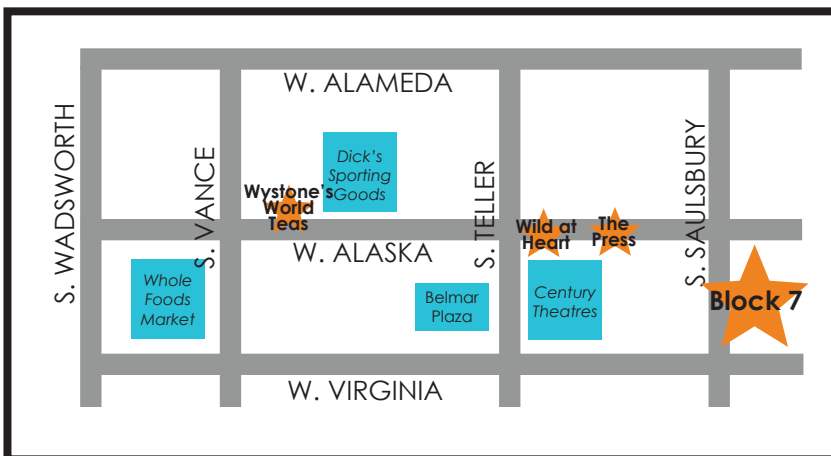 W. ALAMEDA
S. WADSWORTH
S. VANCE
Dick's
Sporting
Goods
Wystone's
World
Teas
S. TELLER
S. SAULSBURY
Wild at
Heart
The
Press
W. ALASKA
Whole
Foods
Market
Belmar
Plaza
Century
Theatres
Block 7
W. VIRGINIA